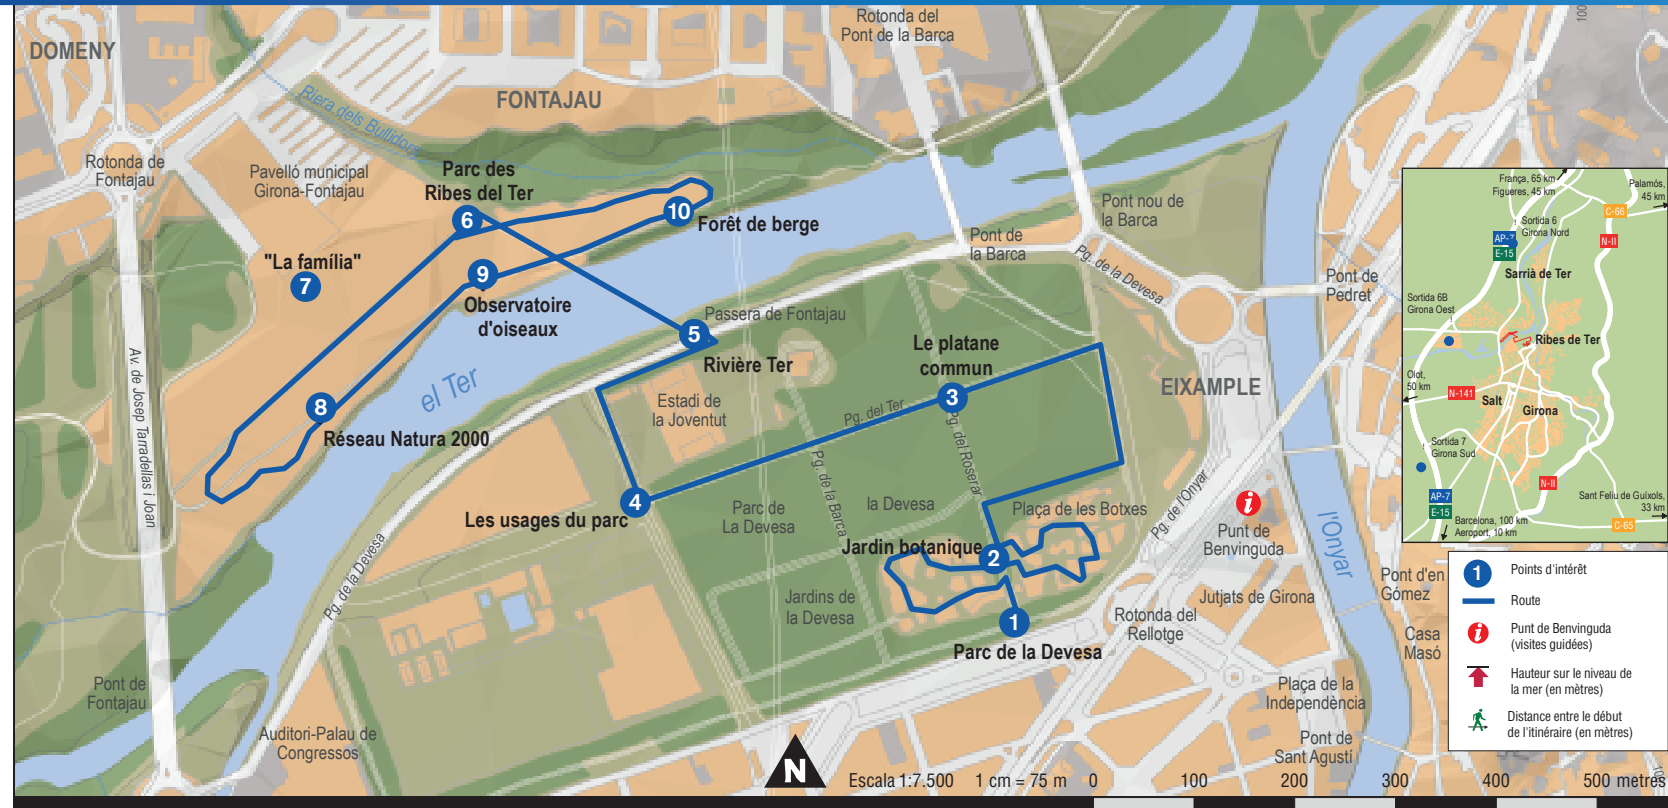 DOMENY
Rotonda del
Pont de la Barca
FONTAJAU
Riera dels Bullidors
Rotonda de
Fontajau
Pavelló municipal
Girona-Fontajau
Parc des
Ribes del Ter
6
10
Forêt de berge
"La família"
7
9
Observatoire
d'oiseaux
Pont nou de
la Barca
Pont de
la Barca
Pg. de la Devesa
Pont de
Pedret
Passera de Fontajau
5
Rivière Ter
Le platane
commun
3
EIXAMPLE
Av. de Josep Tarradellas i Joan
el Ter
8
Réseau Natura 2000
Estadi de
la Joventut
Pg. del Ter
Pg. del Roserar
Pg. de la Barca
4
Les usages du parc
Parc de
La Devesa
la Devesa
Plaça de les Botxes
Pg. de l'Onyar
i
Punt de
Benvinguda
l'Onyar
Jardin botanique
2
Jardins de
la Devesa
1
Parc de la Devesa
Pg. de la Devesa
Rotonda del
Rellotge
Jutjats de Girona
Pont d'en
Gómez
Casa
Masó
Pont de
Fontajau
Auditori-Palau de
Congressos
Plaça de la
Independència
Pont de
Sant Agustí
N
Escala 1:7.500 1 cm = 75 m 0 100 200 300 400 500 metres
França, 65 km
Figueres, 45 km
Palamós,
45 km
C-66
Sortida 6
Girona Nord
AP-7
E-15
N-II
Sarrià de Ter
Sortida 6B
Girona Oest
Ribes de Ter
Olot,
50 km
N-141
Salt
Girona
Sortida 7
Girona Sud
N-II
AP-7
E-15
Sant Feliu de Guíxols,
33 km
C-65
Barcelona, 100 km
Aeroport, 10 km
1 Points d'intérêt
Route
i Punt de Benvinguda
(visites guidées)
Hauteur sur le niveau de
la mer (en mètres)
Distance entre le début
de l'itinéraire (en mètres)